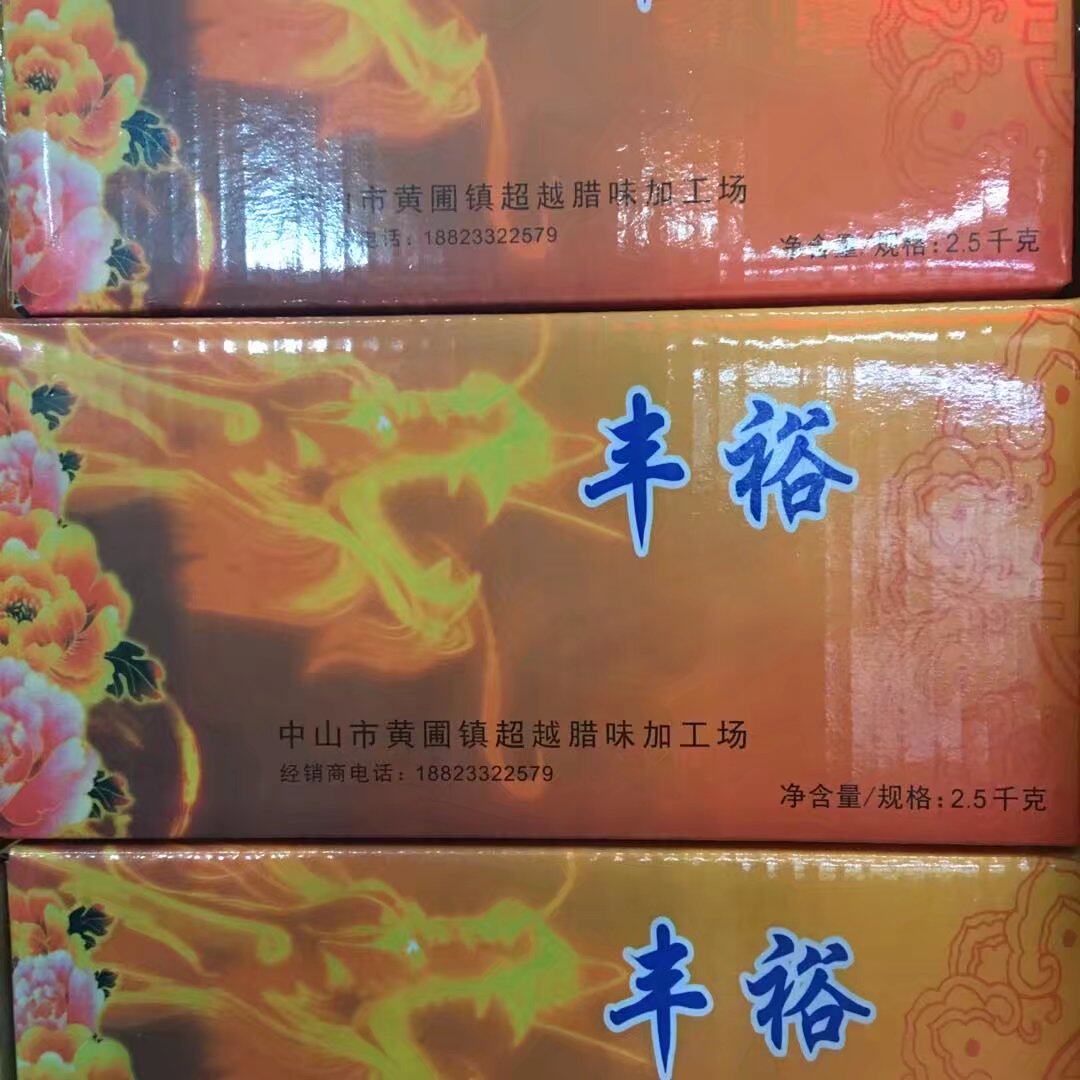 山市黄圃镇超越腊味加工场
电话：18823322579
净含量/规格:2.5千克
丰裕
中山市黄圃镇超越腊味加工场
经销商电话：18823322579
净含量/规格:2.5千克
丰裕